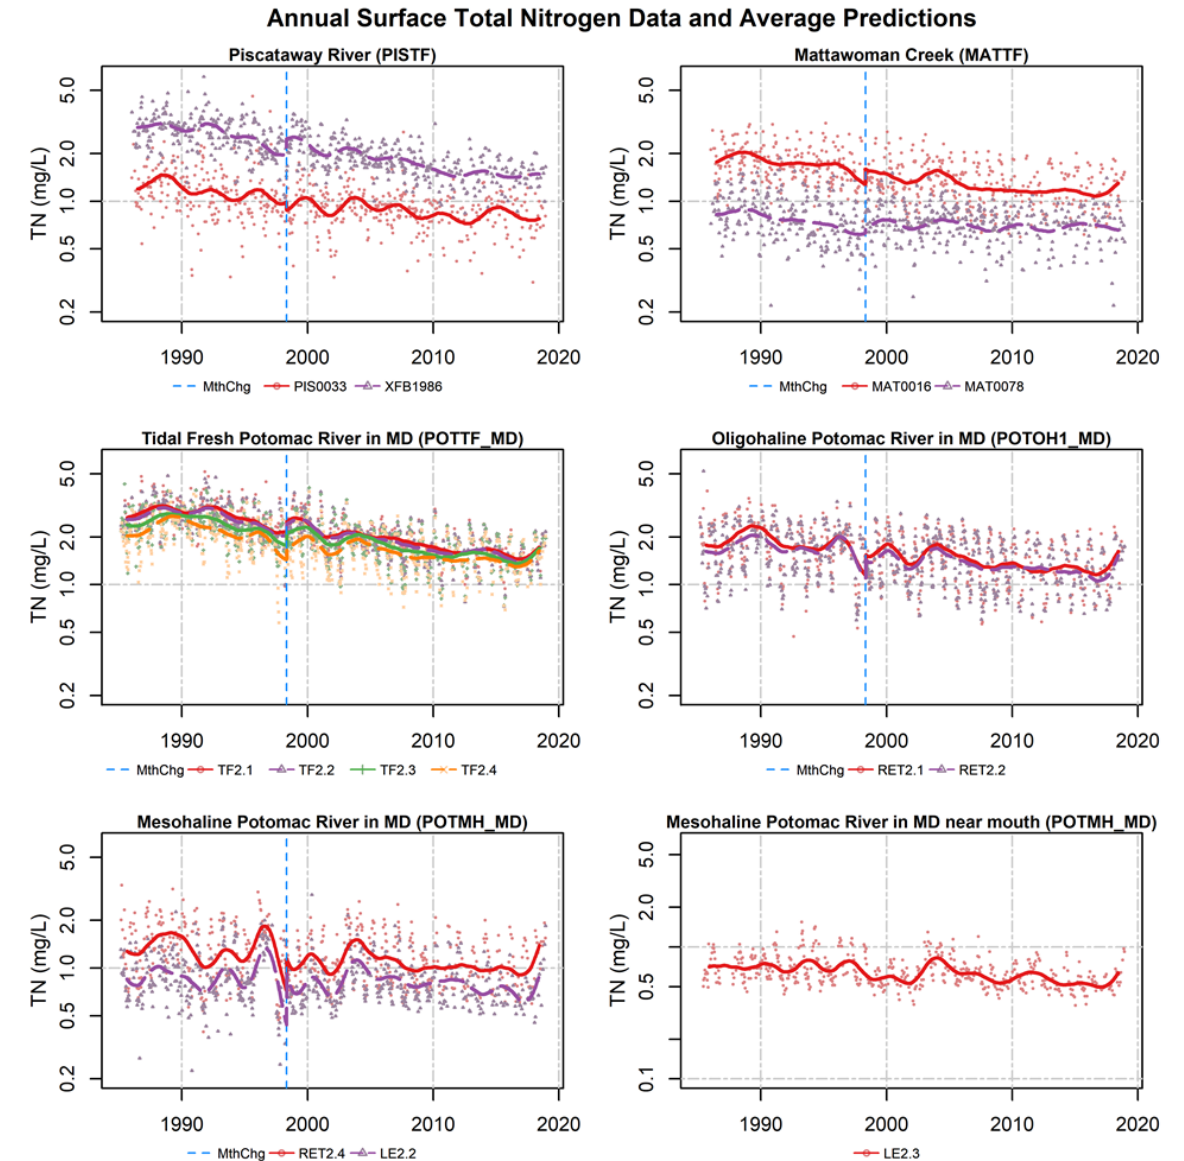 Annual Surface Total Nitrogen Data and Average Predictions
Piscataway River (PISTF)
TN (mg/L)
5.0
2.0
1.0
0.5
0.2
1990 2000 2010 2020
MthChg PIS0033 XFB1986
Mattawoman Creek (MATTF)
TN (mg/L)
5.0
2.0
1.0
0.5
0.2
1990 2000 2010 2020
MthChg MAT0016 MAT0078
Tidal Fresh Potomac River in MD (POTTF_MD)
TN (mg/L)
5.0
2.0
1.0
0.5
0.2
1990 2000 2010 2020
MthChg TF2.1 TF2.2 TF2.3 TF2.4
Oligohaline Potomac River in MD (POTOH1_MD)
TN (mg/L)
5.0
2.0
1.0
0.5
0.2
1990 2000 2010 2020
MthChg RET2.1 RET2.2
Mesohaline Potomac River in MD (POTMH_MD)
TN (mg/L)
5.0
2.0
1.0
0.5
0.2
1990 2000 2010 2020
MthChg RET2.4 LE2.2
Mesohaline Potomac River in MD near mouth (POTMH_MD)
TN (mg/L)
5.0
2.0
0.5
0.1
1990 2000 2010 2020
LE2.3